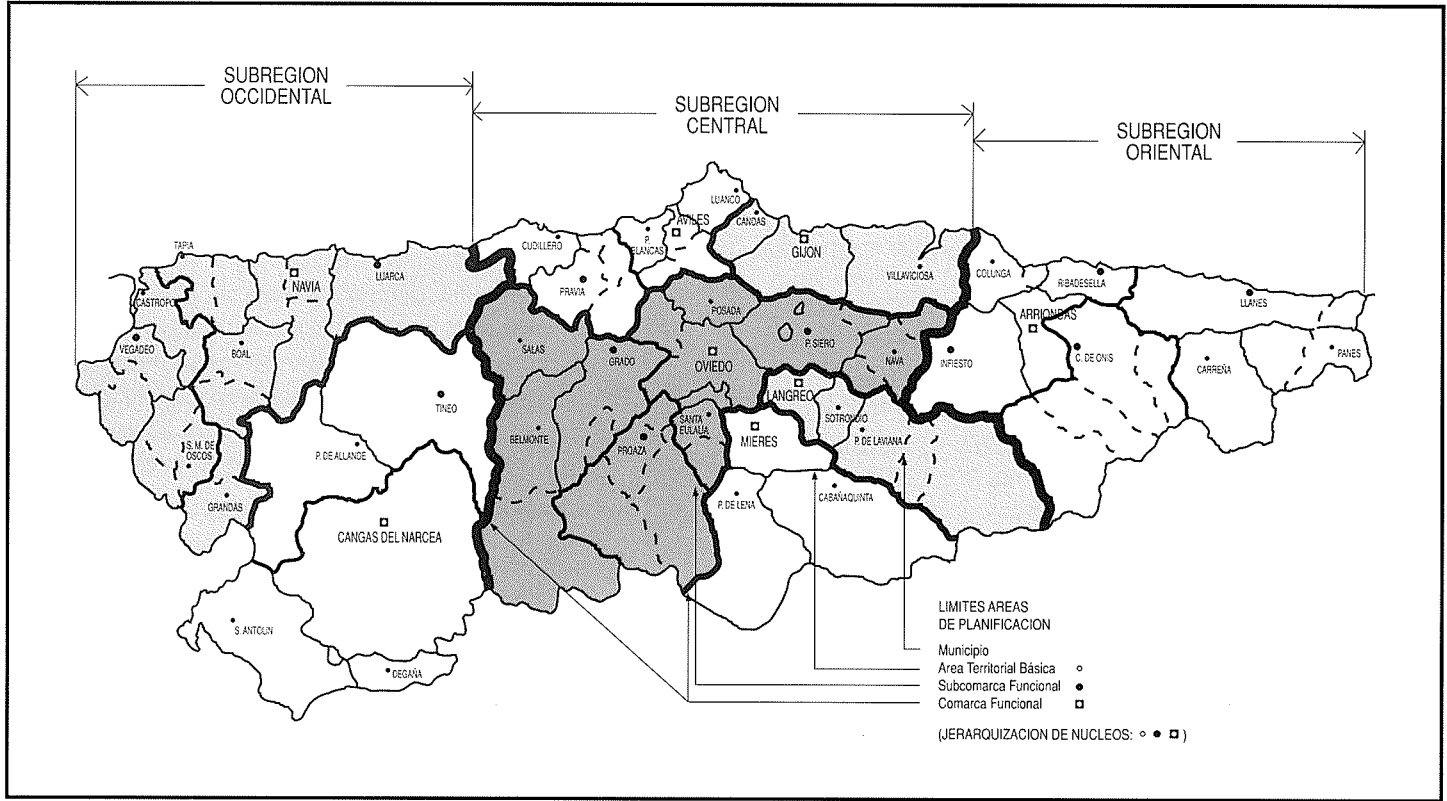 SUBREGION
OCCIDENTAL
SUBREGION
CENTRAL
SUBREGION
ORIENTAL
LUANCO
AVILES
CANDAS
P.
BLANCAS
CUDILLERO
GIJON
TAPIA
LUARCA
NAVIA
CASTROPO
PRAVIA
VILLAVICIOSA
COLUNGA
RIBADESELLA
LLANES
ARRIONDAS
POSADA
VEGADEO
BOAL
SALAS
GRADO
OVIEDO
P. SIERO
NAVA
INFIESTO
C. DE ONIS
CARREÑA
PANES
TINEO
LANGREO
SOTRONDIO
SANTA
EULALIA
P. DE LAVIANA
BELMONTE
PROAZA
MIERES
S. M. DE
OSCOS
P. DE ALLANDE
GRANDAS
P. DE LENA
CABAÑAQUINTA
CANGAS DEL NARCEA
S. ANTOLIN
DEGAÑA
LIMITES AREAS
DE PLANIFICACION
Municipio
Area Territorial Básica
Subcomarca Funcional
Comarca Funcional
(JERARQUIZACION DE NUCLEOS: )